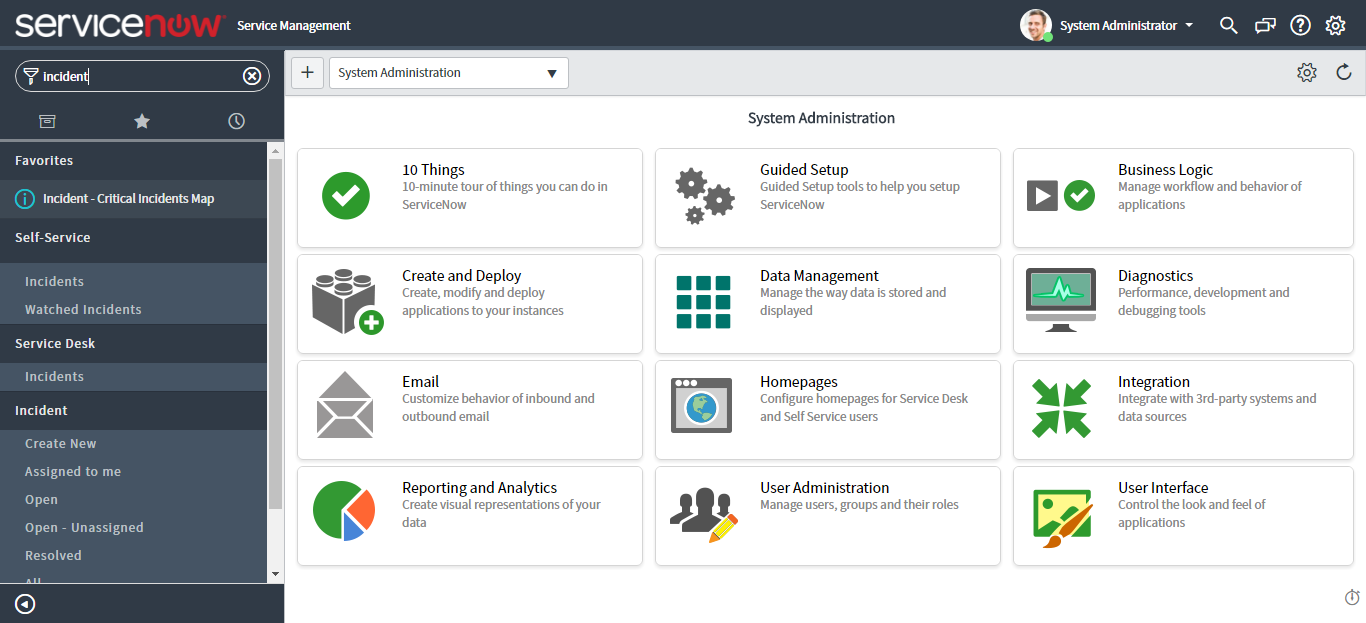 servicenow Service Management
System Administrator
incident
System Administration
Favorites
Incident - Critical Incidents Map
Self-Service
Incidents
Watched Incidents
Service Desk
Incidents
Incident
Create New
Assigned to me
Open
Open - Unassigned
Resolved
All
System Administration
10 Things
10-minute tour of things you can do in
ServiceNow
Guided Setup
Guided Setup tools to help you setup
ServiceNow
Business Logic
Manage workflow and behavior of
applications
Create and Deploy
Create, modify and deploy
applications to your instances
Data Management
Manage the way data is stored and
displayed
Diagnostics
Performance, development and
debugging tools
Email
Customize behavior of inbound and
outbound email
Homepages
Configure homepages for Service Desk
and Self Service users
Integration
Integrate with 3rd-party systems and
data sources
Reporting and Analytics
Create visual representations of your
data
User Administration
Manage users, groups and their roles
User Interface
Control the look and feel of
applications